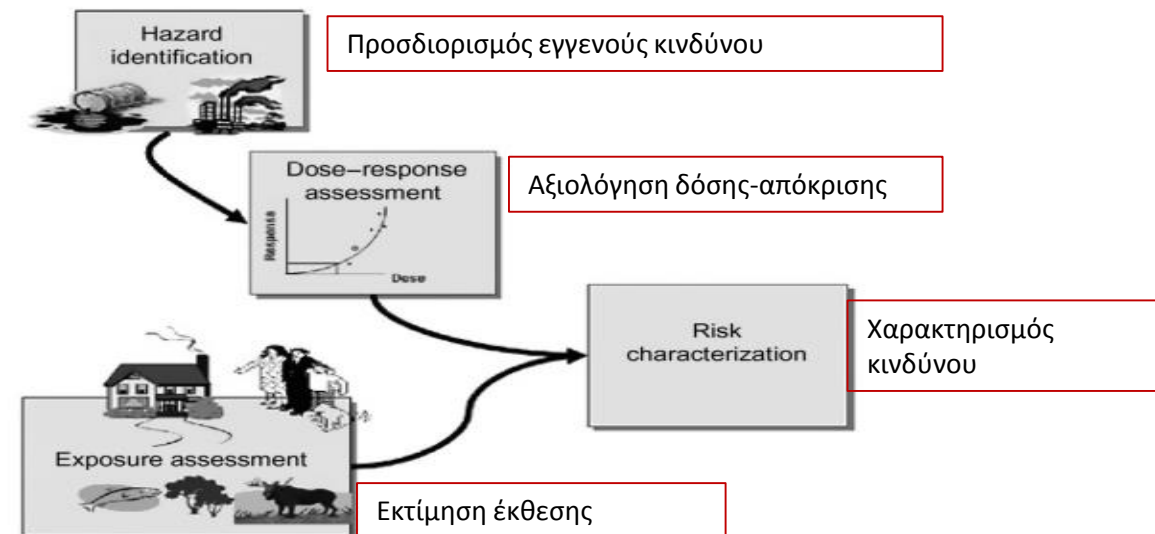 Hazard
identification
Προσδιορισμός εγγενούς κινδύνου
Dose–response
assessment
Response
Dose
Αξιολόγηση δόσης-απόκρισης
Risk
characterization
Χαρακτηρισμός
κινδύνου
Exposure assessment
Εκτίμηση έκθεσης